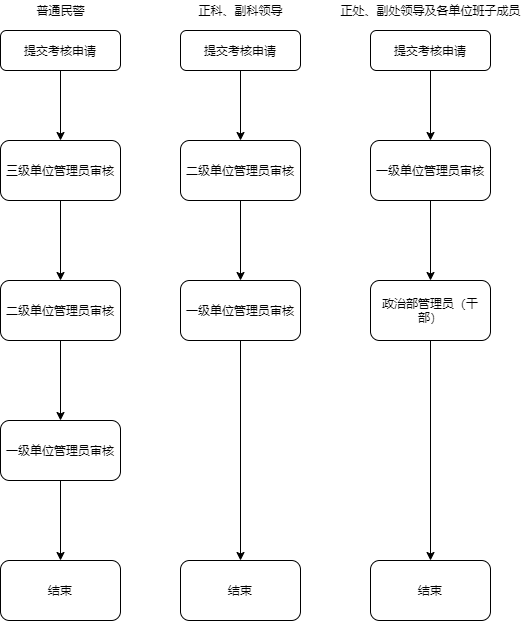 普通民警
正科、副科领导
正处、副处领导及各单位班子成员
提交考核申请
提交考核申请
提交考核申请
三级单位管理员审核
二级单位管理员审核
一级单位管理员审核
二级单位管理员审核
一级单位管理员审核
政治部管理员（干
部）
一级单位管理员审核
结束
结束
结束